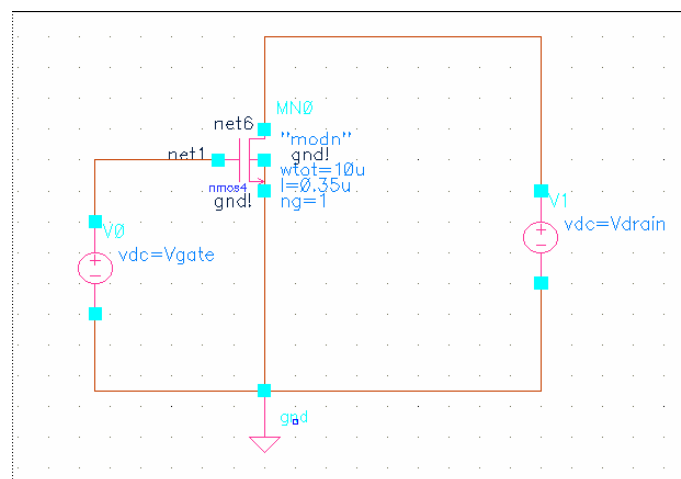 MN0
net6
"modn"
net1
gnd!
wtot=10u
nmos4
l=0.35u
gnd!
ng=1
V0
vdc=Vgate
V1
vdc=Vdrain
gnd